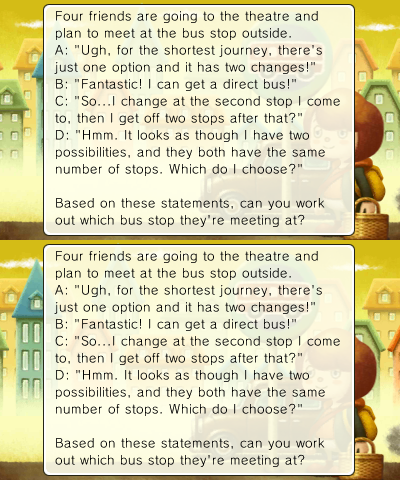 Four friends are going to the theatre and
plan to meet at the bus stop outside.
A: "Ugh, for the shortest journey, there's
just one option and it has two changes!"
B: "Fantastic! I can get a direct bus!"
C: "So...I change at the second stop I come
to, then I get off two stops after that?"
D: "Hmm. It looks as though I have two
possibilities, and they both have the same
number of stops. Which do I choose?"
Based on these statements, can you work
out which bus stop they're meeting at?
Four friends are going to the theatre and
plan to meet at the bus stop outside.
A: "Ugh, for the shortest journey, there's
just one option and it has two changes!"
B: "Fantastic! I can get a direct bus!"
C: "So...I change at the second stop I come
to, then I get off two stops after that?"
D: "Hmm. It looks as though I have two
possibilities, and they both have the same
number of stops. Which do I choose?"
Based on these statements, can you work
out which bus stop they're meeting at?